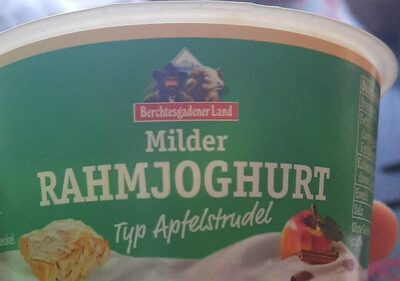 Berchtesgadener Land
Milder
RAHMJOGHURT
Typ Apfelstrudel